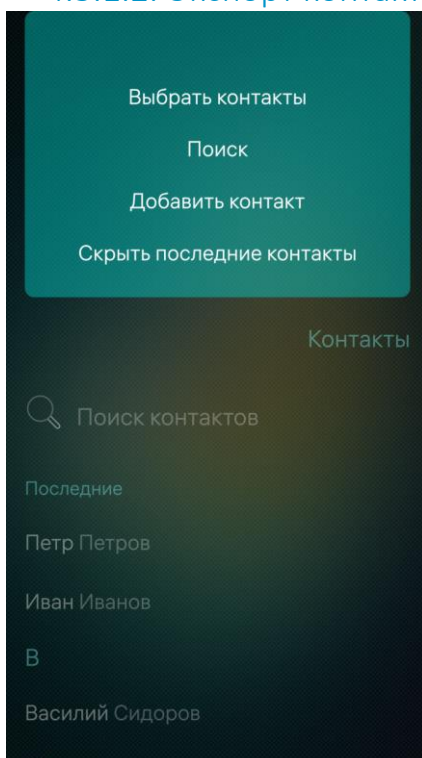 Выбрать контакты
Поиск
Добавить контакт
Скрыть последние контакты
Контакты
Поиск контактов
Последние
Петр Петров
Иван Иванов
В
Василий Сидоров